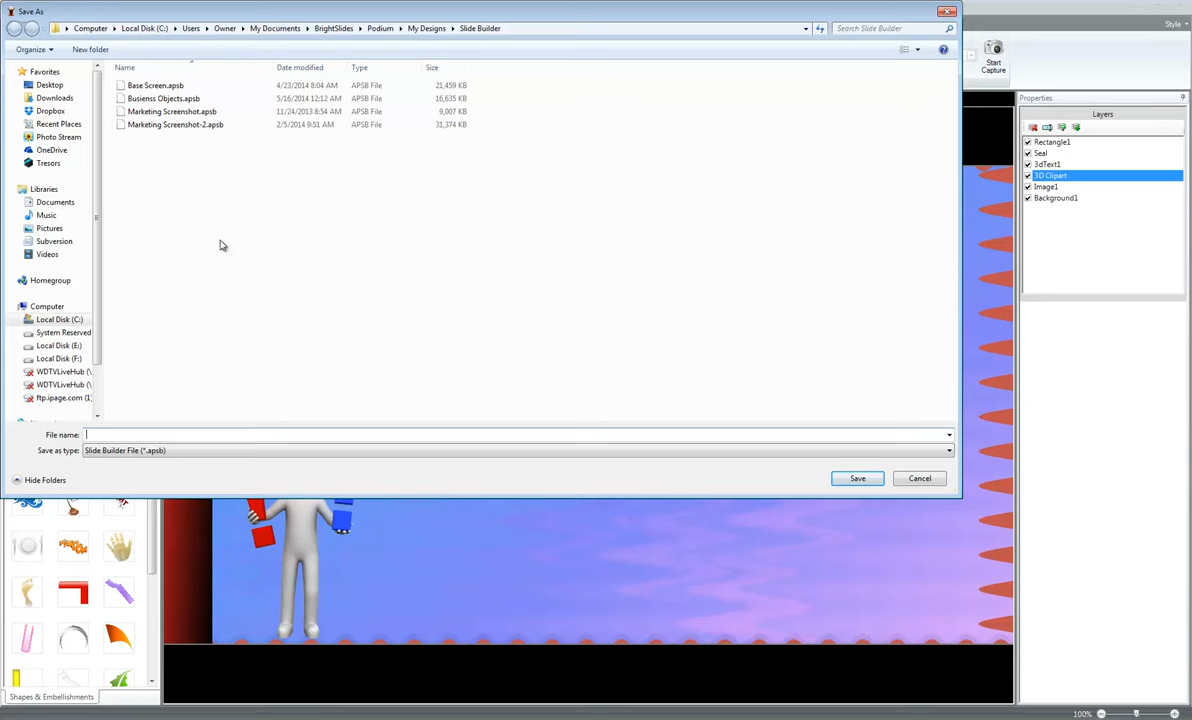 Save As
Style
Computer Local Disk (C:) Users Owner My Documents BrightSlides Podium My Designs Slide Builder
Search Slide Builder
Organize New folder
Start
Capture
Name Date modified Type Size
Base Screen.apsb 4/23/2014 8:04 AM APSB File 21,459 KB
Busienss Objects.apsb 5/16/2014 12:12 AM APSB File 16,635 KB
Marketing Screenshot.apsb 11/24/2013 8:54 AM APSB File 9,007 KB
Marketing Screenshot-2.apsb 2/5/2014 9:51 AM APSB File 31,374 KB
Favorites
Desktop
Downloads
Dropbox
Recent Places
Photo Stream
OneDrive
Tresors
Libraries
Documents
Music
Pictures
Subversion
Videos
Homegroup
Computer
Local Disk (C:)
System Reserved
Local Disk (E:)
Local Disk (F:)
WDTVLiveHub (\
WDTVLiveHub (\
ftp.ipage.com (1)
File name:
Save as type: Slide Builder File (*.apsb)
Hide Folders
Save Cancel
Properties
Layers
Rectangle1
Seal
3dText1
3D Clipart
Image1
Background1
Shapes & Embellishments
100%